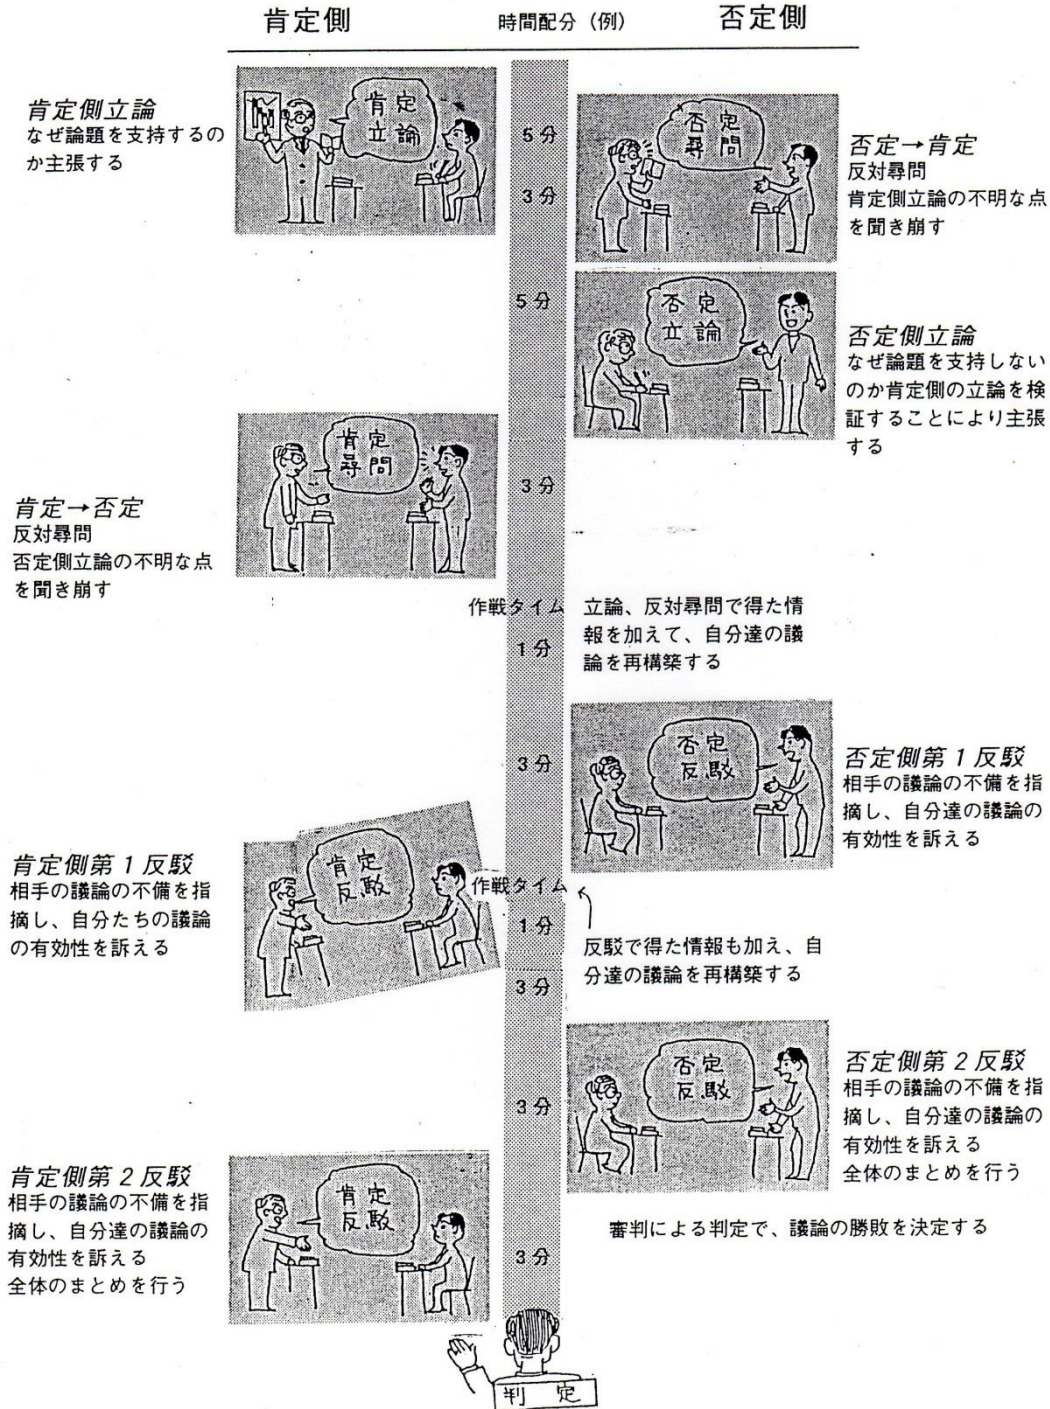 肯定側
時間配分（例）
否定側
肯定側立論
なぜ論題を支持するの
か主張する
肯定
立論
5分
否定
尋問
否定→肯定
反対尋問
肯定側立論の不明な点
を聞き崩す
3分
5分
否定
立論
否定側立論
なぜ論題を支持しない
のか肯定側の立論を検
証することにより主張
する
肯定
尋問
3分
肯定→否定
反対尋問
否定側立論の不明な点
を聞き崩す
作戦タイム
1分
立論、反対尋問で得た情
報を加えて、自分達の議
論を再構築する
3分
否定
反駁
否定側第1反駁
相手の議論の不備を指
摘し、自分達の議論の
有効性を訴える
肯定側第1反駁
相手の議論の不備を指
摘し、自分たちの議論
の有効性を訴える
肯定
反駁
作戦タイム
1分
反駁で得た情報も加え、自
分達の議論を再構築する
3分
3分
否定
反駁
否定側第2反駁
相手の議論の不備を指
摘し、自分達の議論の
有効性を訴える
全体のまとめを行う
肯定側第2反駁
相手の議論の不備を指
摘し、自分達の議論の
有効性を訴える
全体のまとめを行う
肯定
反駁
3分
審判による判定で、議論の勝敗を決定する
判定